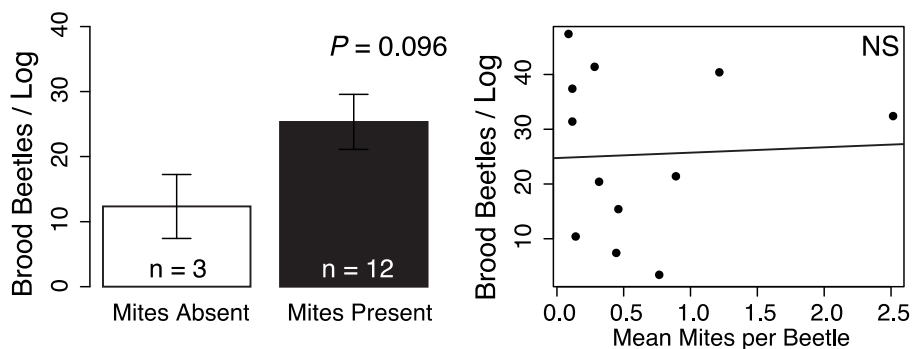 Brood Beetles / Log
40
30
20
10
0
P = 0.096
n = 3
n = 12
Mites Absent
Mites Present
Brood Beetles / Log
40
30
20
10
NS
0.0
0.5
1.0
1.5
2.0
2.5
Mean Mites per Beetle